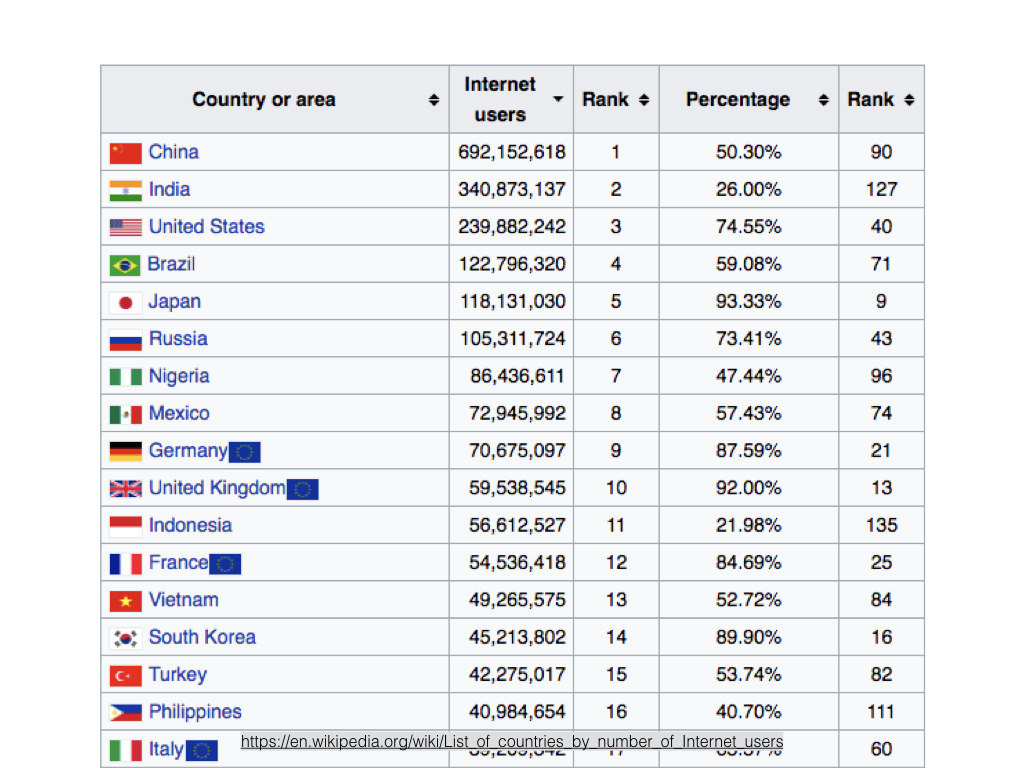 Country or area Internet users Rank Percentage Rank
China 692,152,618 1 50.30% 90
India 340,873,137 2 26.00% 127
United States 239,882,242 3 74.55% 40
Brazil 122,796,320 4 59.08% 71
Japan 118,131,030 5 93.33% 9
Russia 105,311,724 6 73.41% 43
Nigeria 86,436,611 7 47.44% 96
Mexico 72,945,992 8 57.43% 74
Germany 70,675,097 9 87.59% 21
United Kingdom 59,538,545 10 92.00% 13
Indonesia 56,612,527 11 21.98% 135
France 54,536,418 12 84.69% 25
Vietnam 49,265,575 13 52.72% 84
South Korea 45,213,802 14 89.90% 16
Turkey 42,275,017 15 53.74% 82
Philippines 40,984,654 16 40.70% 111
Italy 60
https://en.wikipedia.org/wiki/List_of_countries_by_number_of_Internet_users